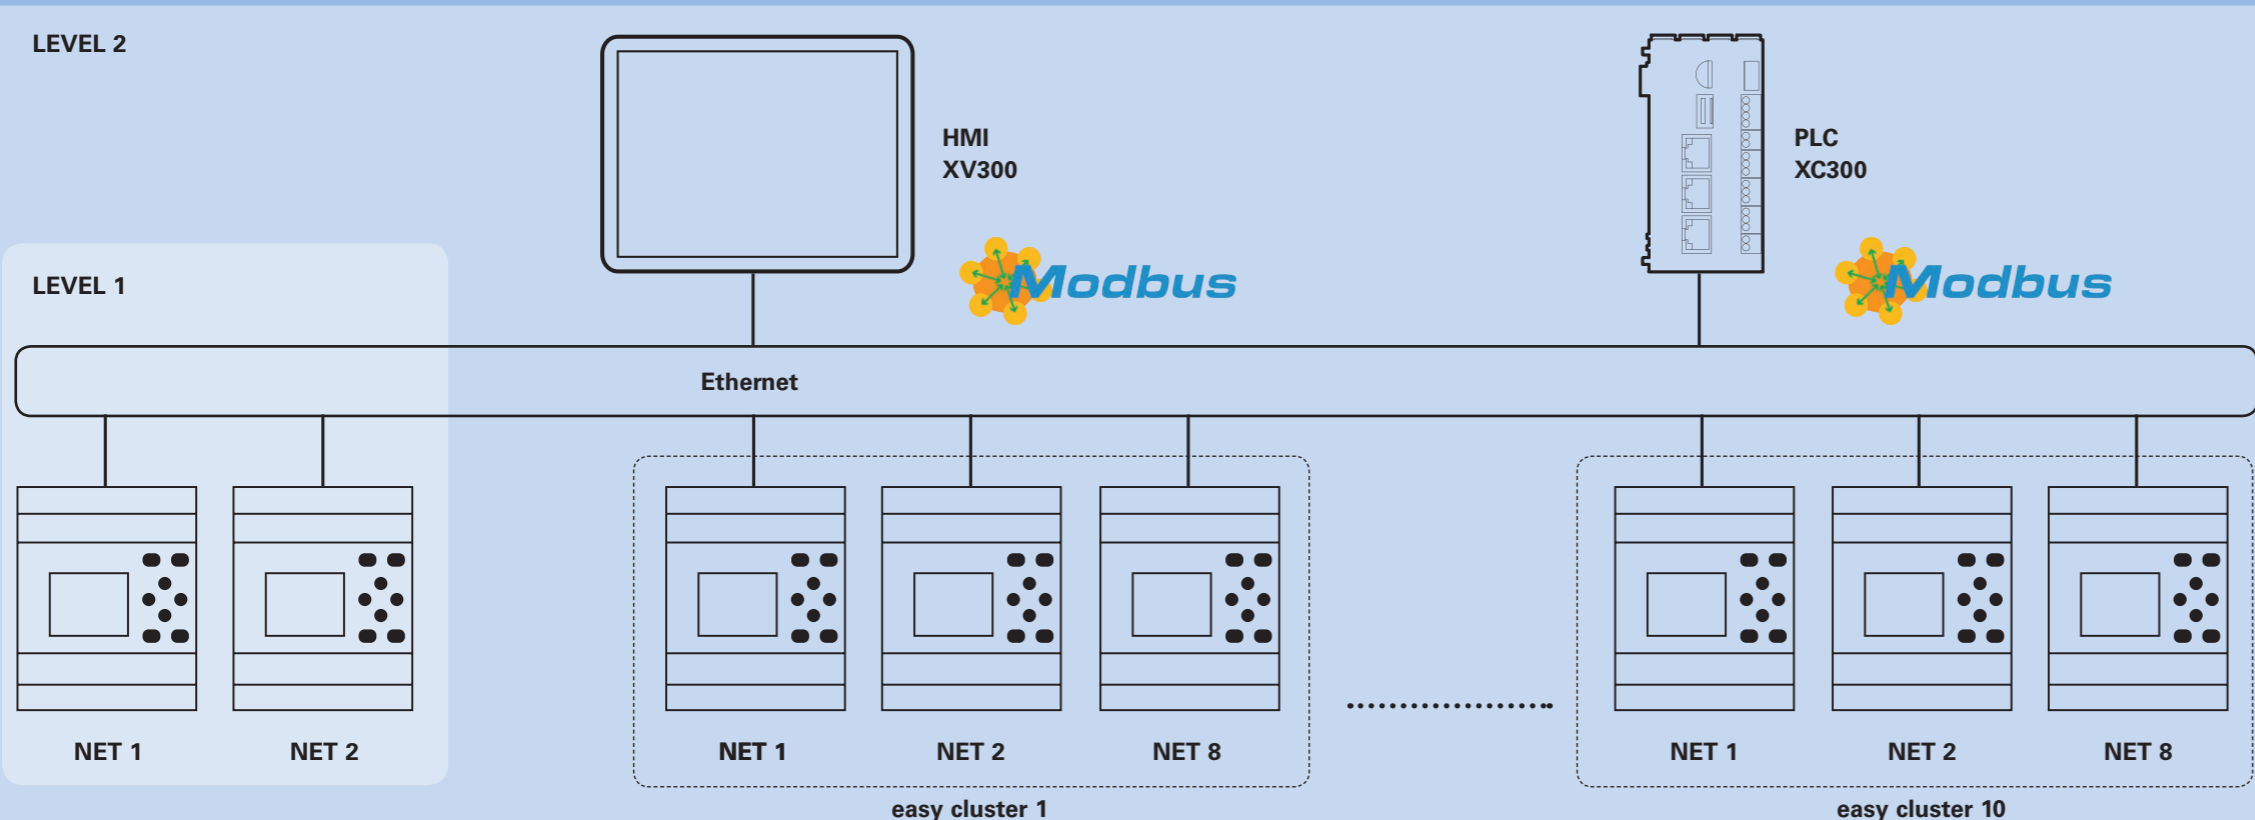 LEVEL 2
HMI
XV300
PLC
XC300
Modbus
Modbus
LEVEL 1
Ethernet
NET 1
NET 2
NET 1
NET 2
NET 8
NET 1
NET 2
NET 8
easy cluster 1
easy cluster 10